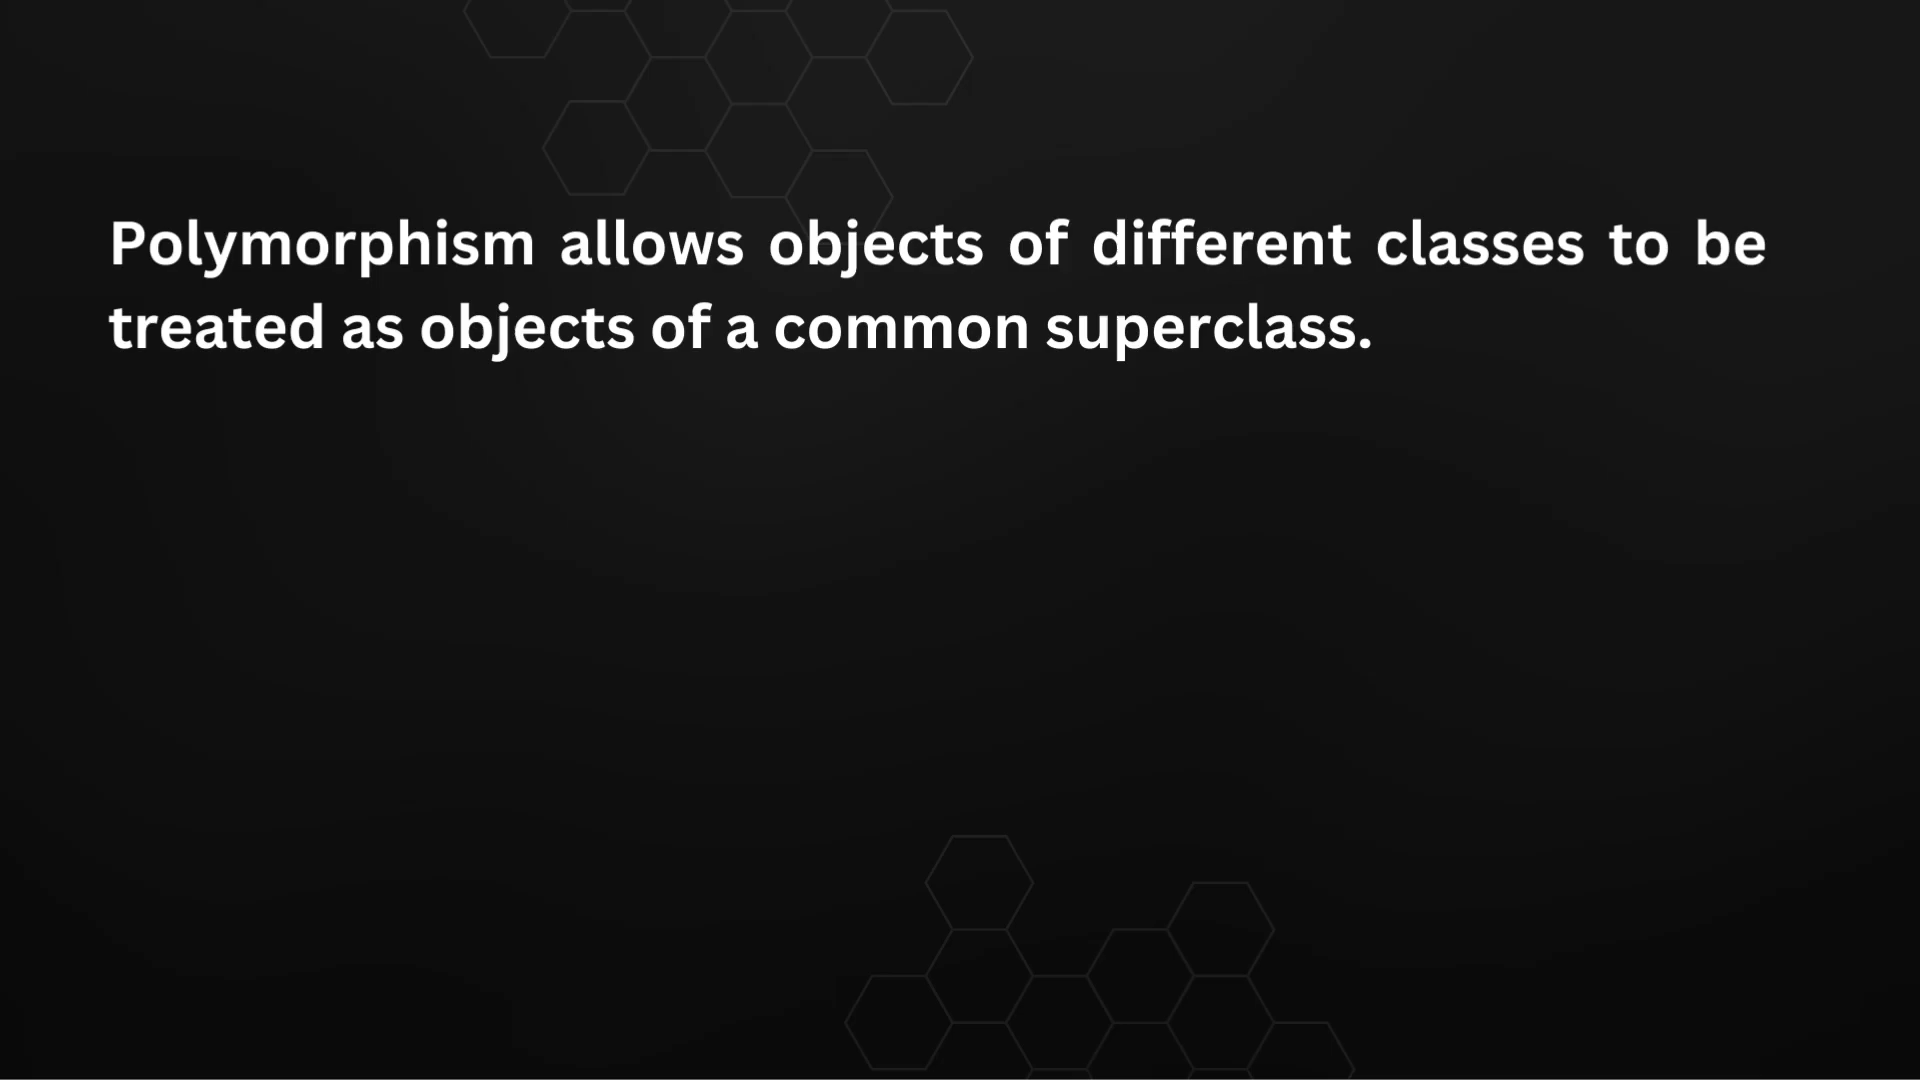 Polymorphism allows objects of different classes to be
treated as objects of a common superclass.